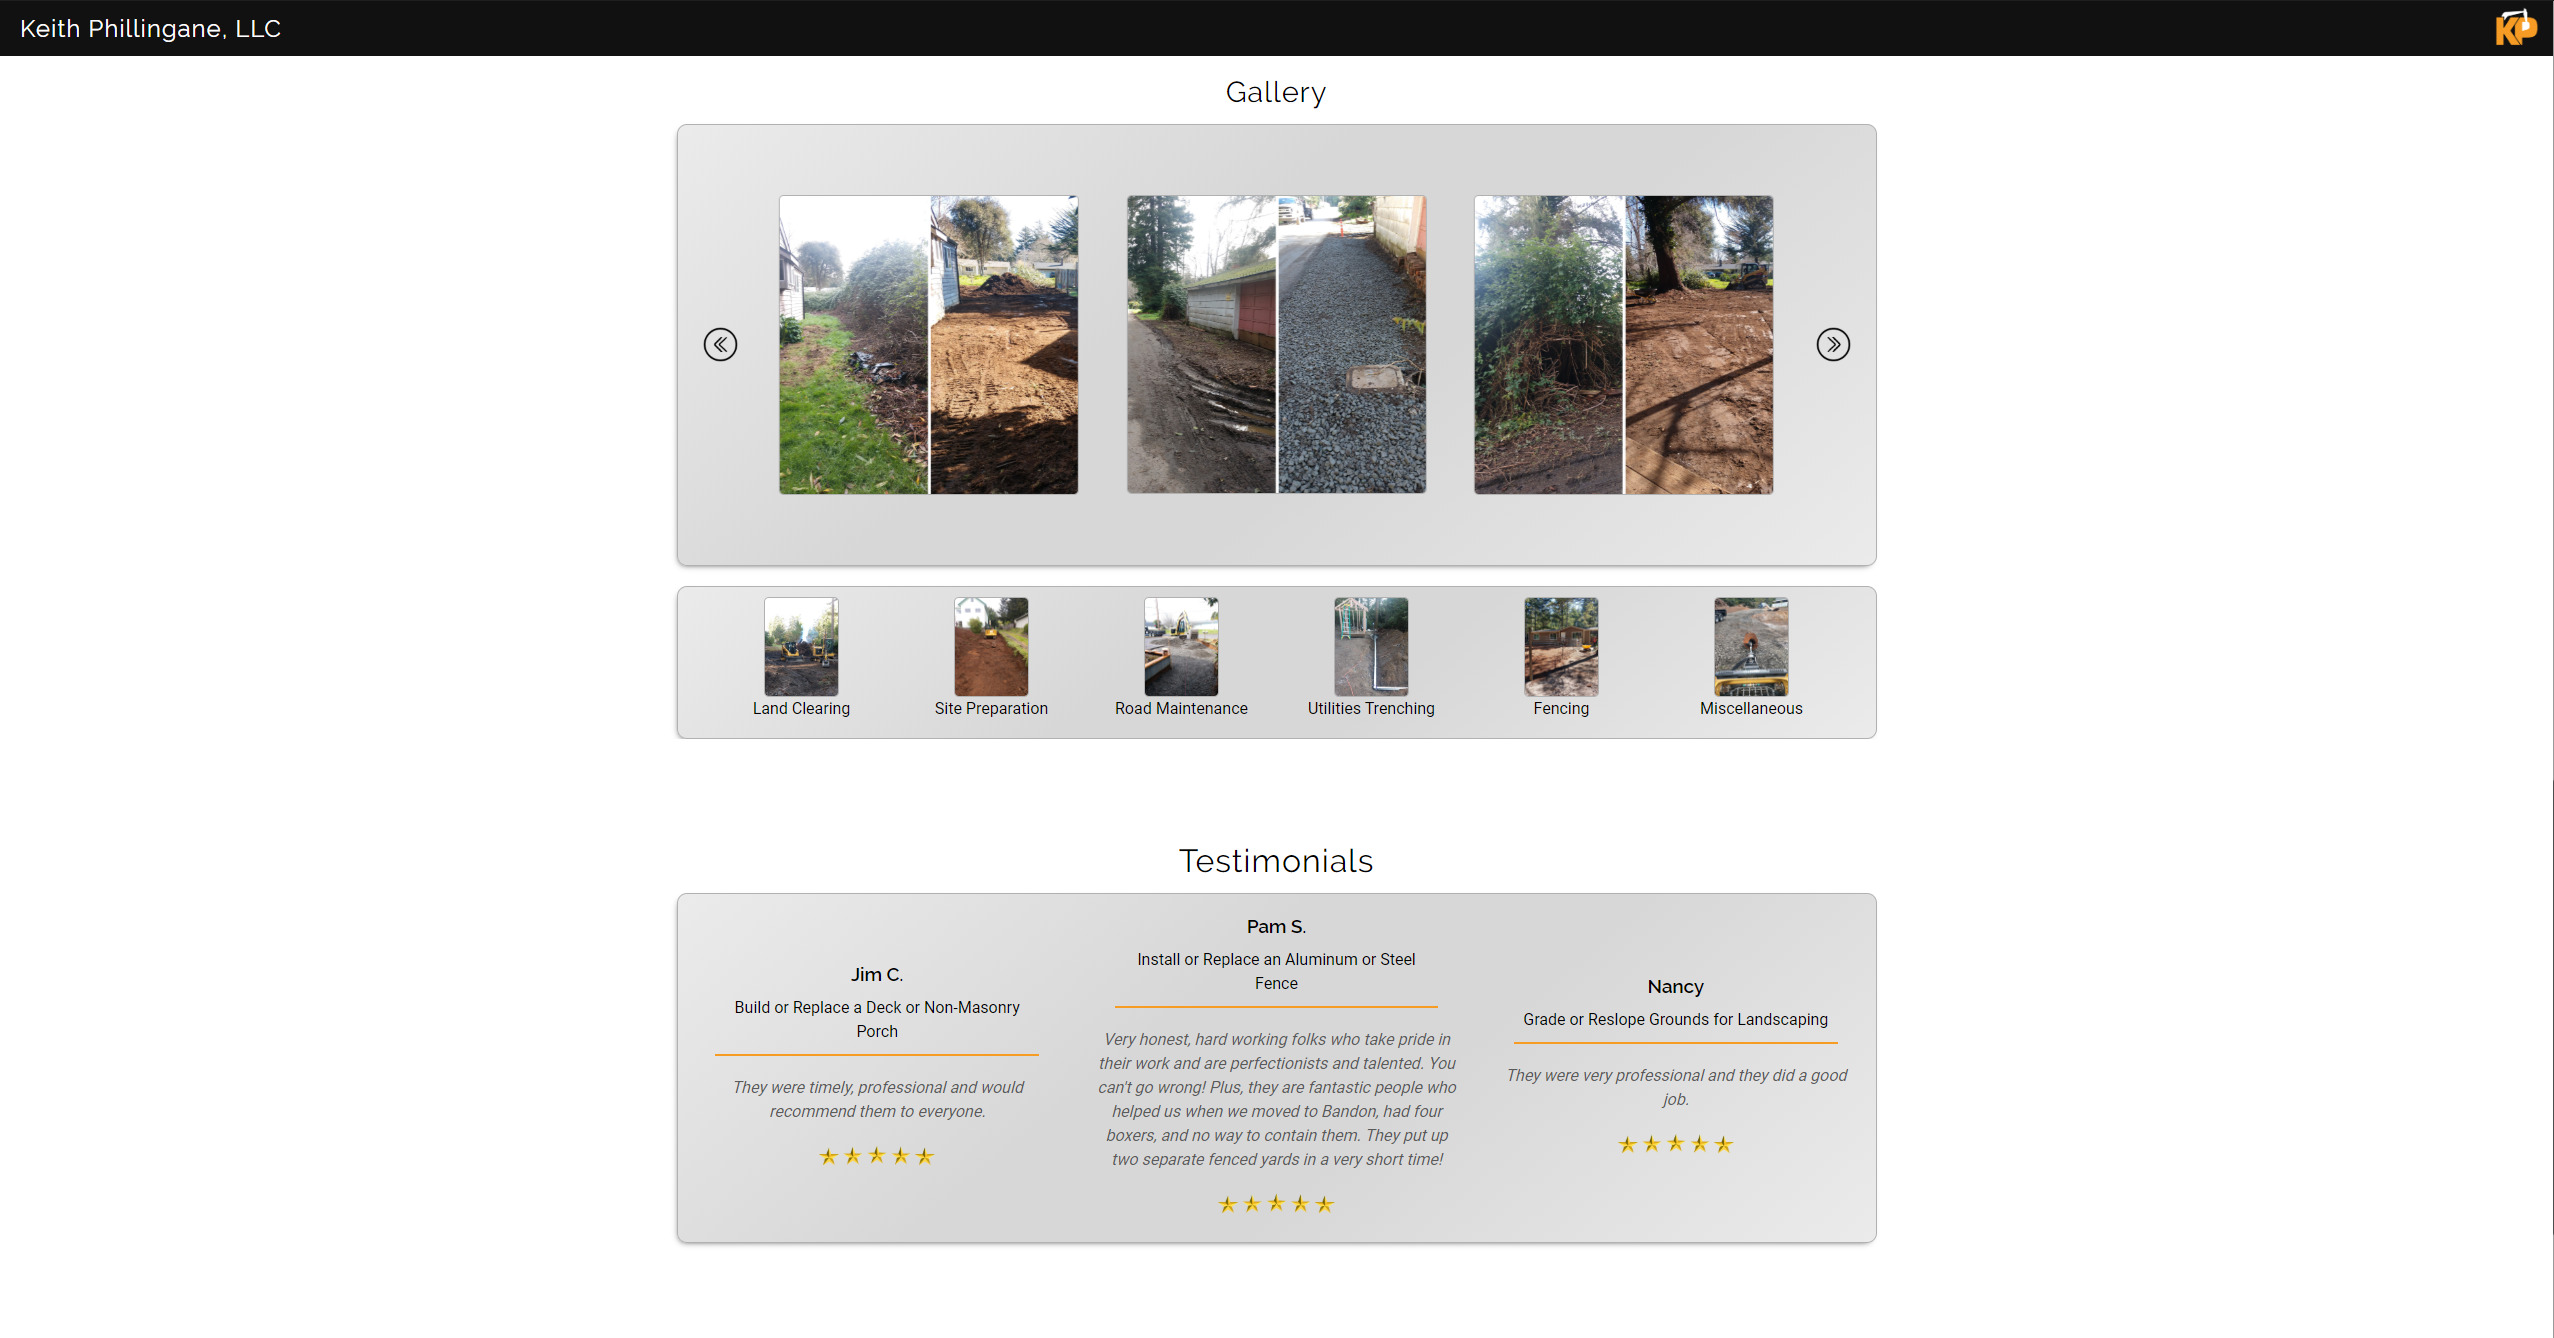 Keith Phillingane, LLC
KP
Gallery
Land Clearing
Site Preparation
Road Maintenance
Utilities Trenching
Fencing
Miscellaneous
Testimonials
Jim C.
Build or Replace a Deck or Non-Masonry
Porch
They were timely, professional and would
recommend them to everyone.
Pam S.
Install or Replace an Aluminum or Steel
Fence
Very honest, hard working folks who take pride in
their work and are perfectionists and talented. You
can't go wrong! Plus, they are fantastic people who
helped us when we moved to Bandon, had four
boxers, and no way to contain them. They put up
two separate fenced yards in a very short time!
Nancy
Grade or Reslope Grounds for Landscaping
They were very professional and they did a good
job.